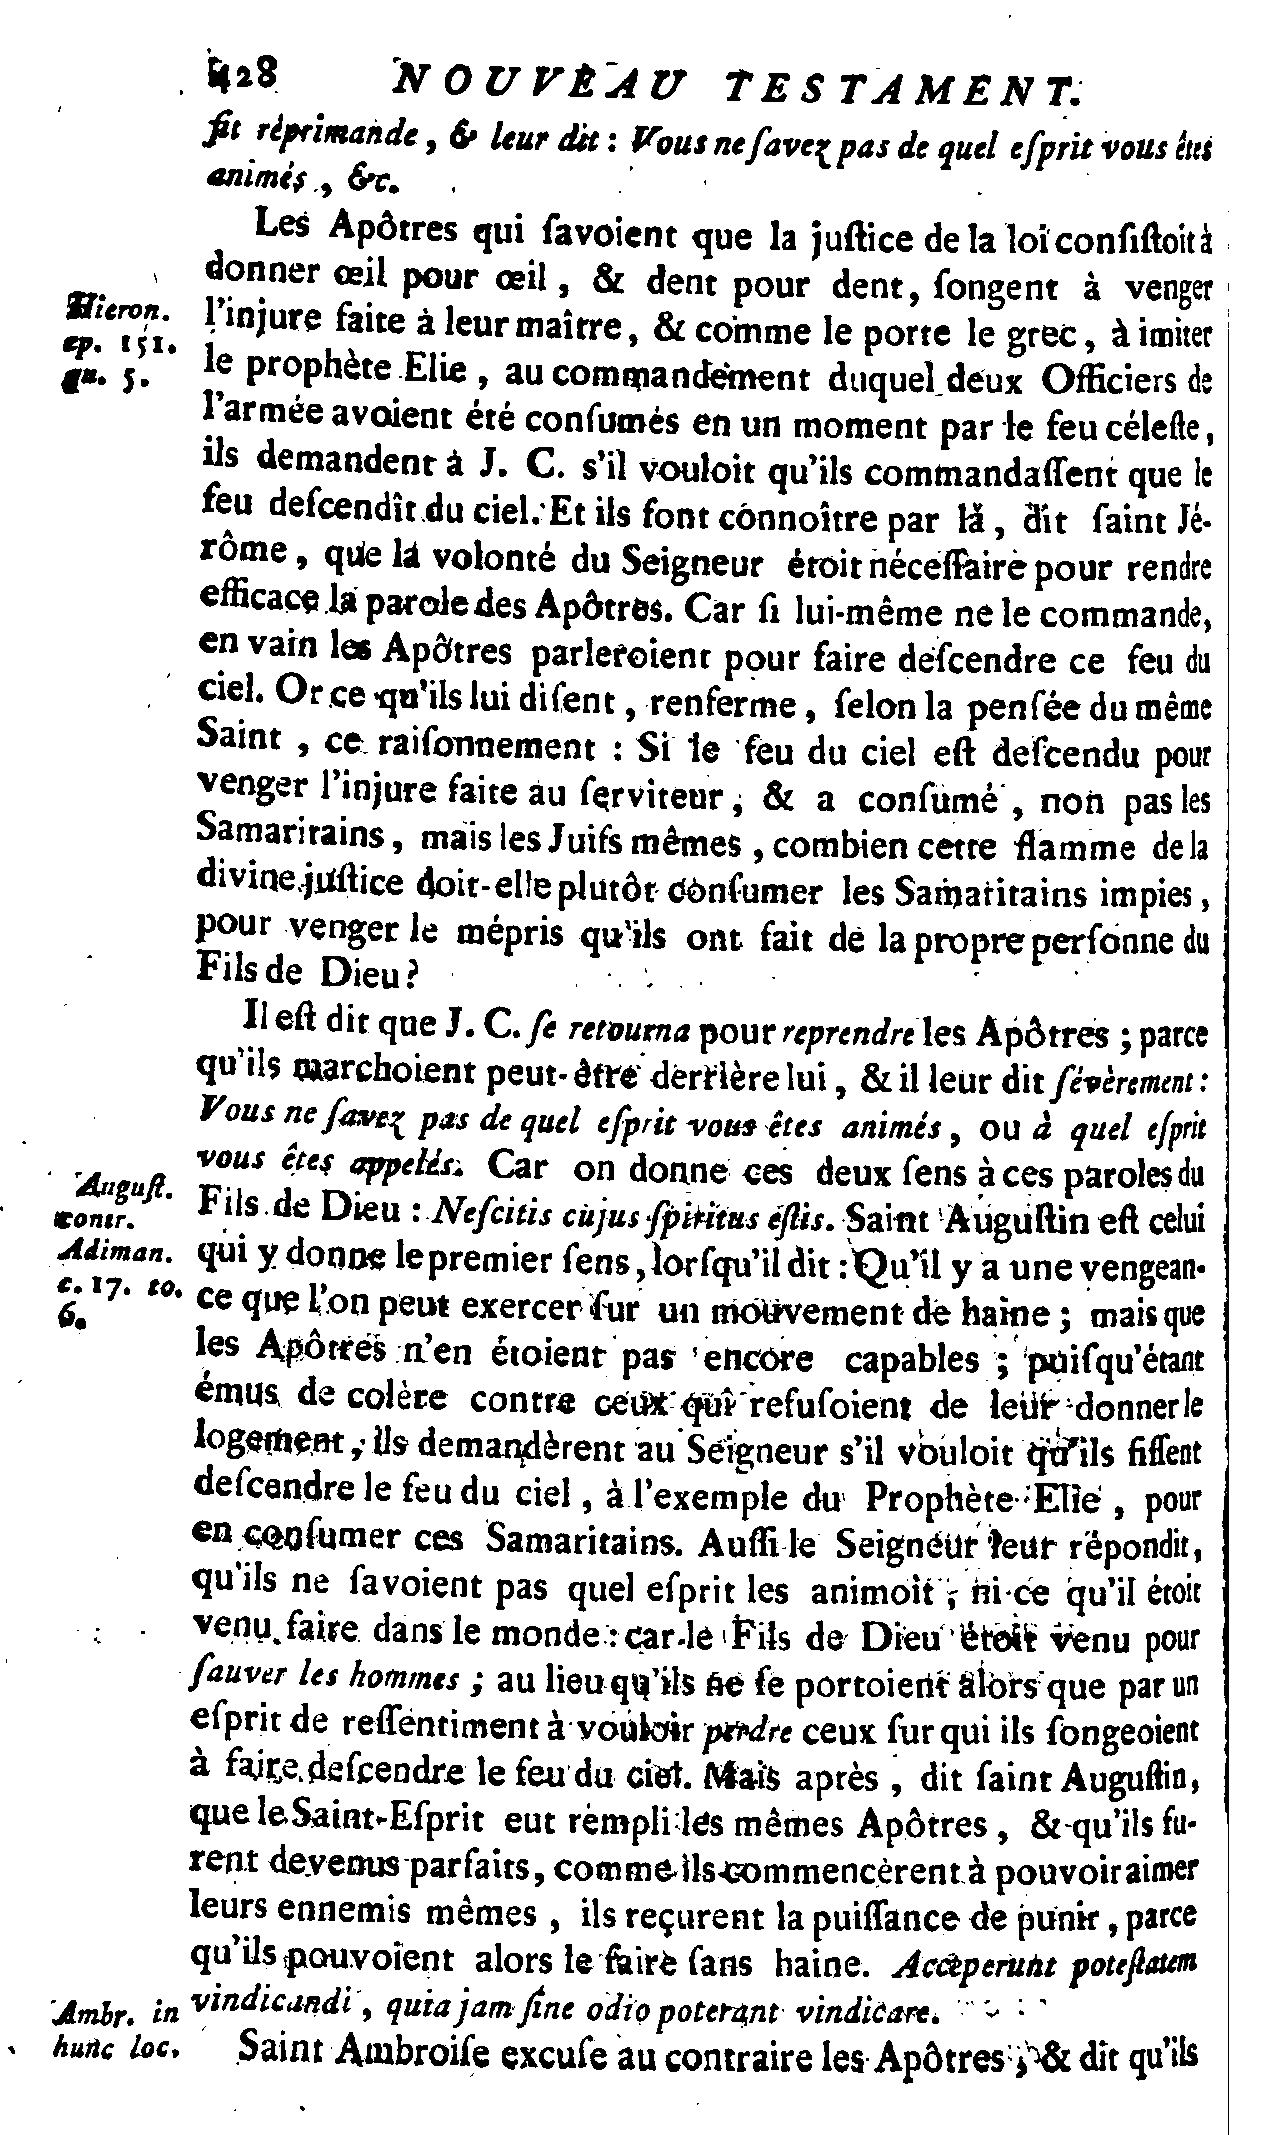 428 NOUVEAU TESTAMENT.
fit réprimande, & leur dit : Vous ne ſavez pas de quel eſprit vous êtes
animés, &c.
Les Apôtres qui ſavoient que la juſtice de la loi conſiſtoit à
donner œil pour œil, & dent pour dent, ſongent à venger
Hieron.
ep. 151.
qu. 5.
l'injure faite à leur maître, & comme le porte le grec, à imiter
le prophète Elie, au commandement duquel deux Officiers de
l'armée avoient été conſumés en un moment par le feu céleſte,
ils demandent à J. C. s'il vouloit qu'ils commandaſſent que le
feu deſcendît du ciel. Et ils font connoître par là, dit ſaint Jé-
rôme, que la volonté du Seigneur étoit néceſſaire pour rendre
efficace la parole des Apôtres. Car ſi lui-même ne le commande,
en vain les Apôtres parleroient pour faire deſcendre ce feu du
ciel. Or ce qu'ils lui diſent, renferme, ſelon la penſée du même
Saint, ce raiſonnement : Si le feu du ciel eſt deſcendu pour
venger l'injure faite au ſerviteur, & a conſumé, non pas les
Samaritains, mais les Juifs mêmes, combien cette flamme de la
divine juſtice doit-elle plutôt conſumer les Samaritains impies,
pour venger le mépris qu'ils ont fait de la propre perſonne du
Fils de Dieu?
Il eſt dit que J. C. ſe retourna pour reprendre les Apôtres ; parce
qu'ils marchoient peut-être derrière lui, & il leur dit ſévèrement :
Vous ne ſavez pas de quel eſprit vous êtes animés, ou à quel eſprit
vous êtes appelés. Car on donne ces deux ſens à ces paroles du
Auguſt.
contr.
Adiman.
c. 17. to.
6.
Fils de Dieu : Neſcitis cujus ſpiritus eſtis. Saint Auguſtin eſt celui
qui y donne le premier ſens, lorſqu'il dit : Qu'il y a une vengean-
ce que l'on peut exercer ſur un mouvement de haine ; mais que
les Apôtres n'en étoient pas encore capables ; puiſqu'étant
émus de colère contre ceux qui refuſoient de leur donner le
logement, ils demandèrent au Seigneur s'il vouloit qu'ils fiſſent
deſcendre le feu du ciel, à l'exemple du Prophète Elie, pour
en conſumer ces Samaritains. Auſſi le Seigneur leur répondit,
qu'ils ne ſavoient pas quel eſprit les animoit, ni ce qu'il étoit
venu faire dans le monde : car le Fils de Dieu étoit venu pour
ſauver les hommes ; au lieu qu'ils ne ſe portoient alors que par un
eſprit de reſſentiment à vouloir perdre ceux ſur qui ils ſongeoient
à faire deſcendre le feu du ciel. Mais après, dit ſaint Auguſtin,
que le Saint-Eſprit eut rempli les mêmes Apôtres, & qu'ils fu-
rent devenus parfaits, comme ils commencèrent à pouvoir aimer
leurs ennemis mêmes, ils reçurent la puiſſance de punir, parce
qu'ils pouvoient alors le faire ſans haine. Acceperunt poteſtatem
vindicandi, quia jam ſine odio poterant vindicare.
Ambr. in
hunc loc.
Saint Ambroiſe excuſe au contraire les Apôtres, & dit qu'ils